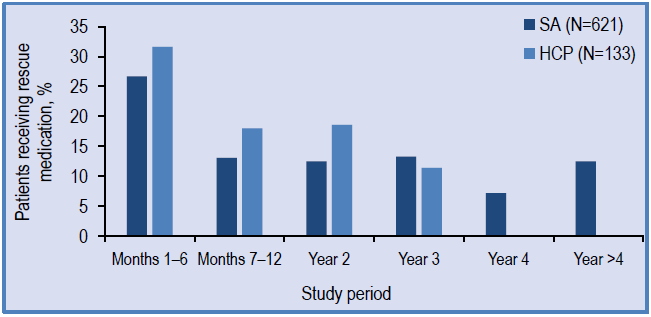 SA (N=621)
HCP (N=133)
Patients receiving rescue
medication, %
35
30
25
20
15
10
5
0
Months 1–6 Months 7–12 Year 2 Year 3 Year 4 Year >4
Study period